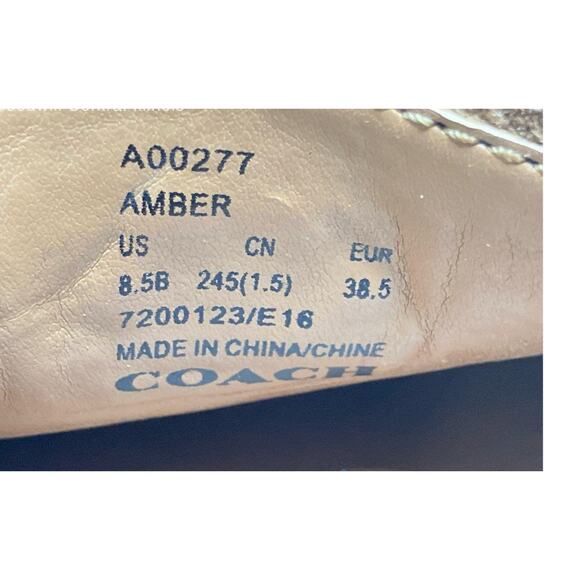 A00277
AMBER
US CN EUR
8.5B 245(1.5) 38.5
7200123/E16
MADE IN CHINA/CHINE
COACH